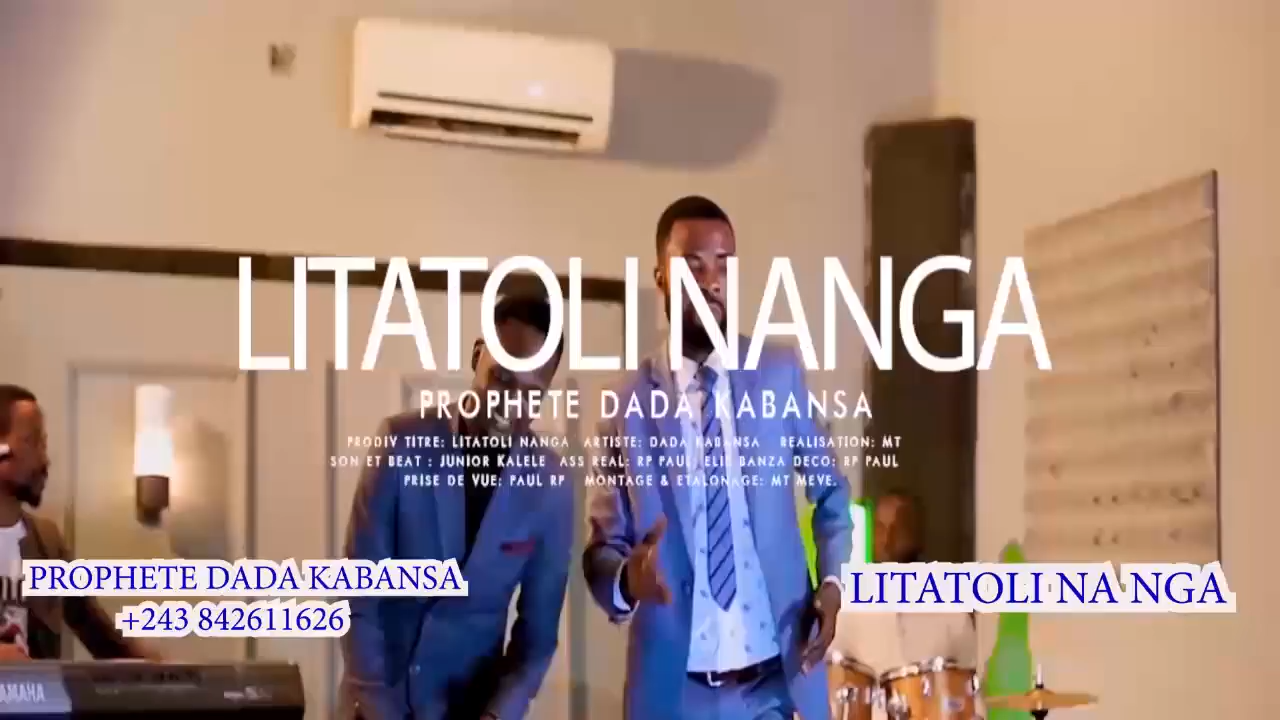 LITATOLI NANGA
PROPHETE DADA KABANSA
PRODIV TITRE: LITATOLI NANGA ARTISTE: DADA KABANSA REALISATION: MT
SON ET BEAT : JUNIOR KALELE ASS REAL: RP PAUL, ELIE BANZA DECO: RP PAUL
PRISE DE VUE: PAUL RP MONTAGE & ETALONAGE: MT MEVE.
PROPHETE DADA KABANSA
+243 842611626
LITATOLI NA NGA
YAMAHA